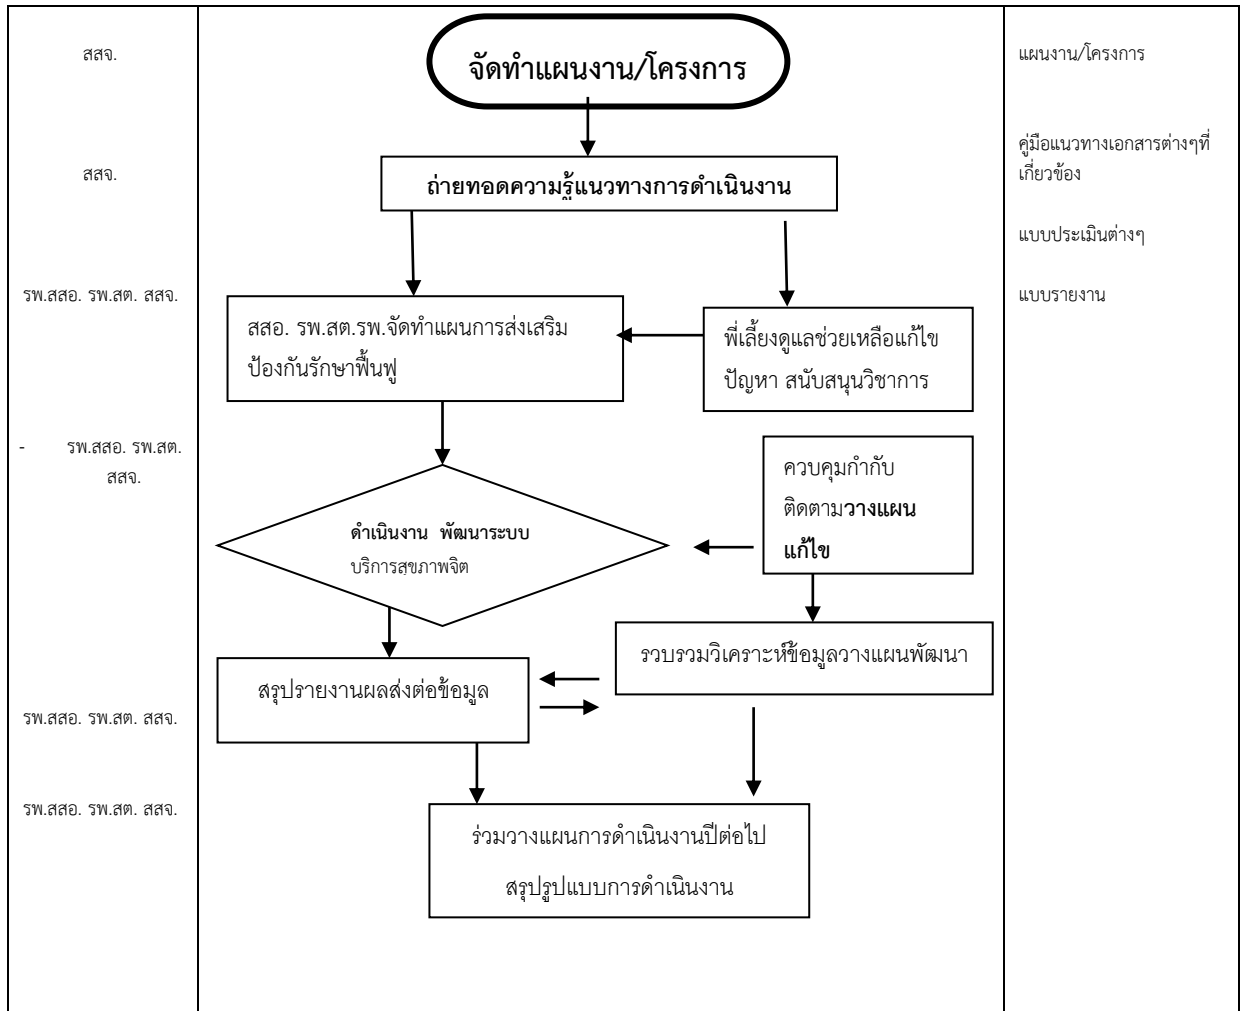 สสจ.
จัดทำแผนงาน/โครงการ
แผนงาน/โครงการ
สสจ.
ถ่ายทอดความรู้แนวทางการดำเนินงาน
คู่มือแนวทางเอกสารต่างๆที่
เกี่ยวข้อง
แบบประเมินต่างๆ
แบบรายงาน
รพ.สสอ. รพ.สต. สสจ.
สสอ. รพ.สต.รพ.จัดทำแผนการส่งเสริม
ป้องกันรักษาฟื้นฟู
พี่เลี้ยงดูแลช่วยเหลือแก้ไข
ปัญหา สนับสนุนวิชาการ
- รพ.สสอ. รพ.สต.
สสจ.
ควบคุมกำกับ
ติดตามวางแผน
แก้ไข
ดำเนินงาน พัฒนาระบบ
บริการสุขภาพจิต
รวบรวมวิเคราะห์ข้อมูลวางแผนพัฒนา
สรุปรายงานผลส่งต่อข้อมูล
รพ.สสอ. รพ.สต. สสจ.
รพ.สสอ. รพ.สต. สสจ.
ร่วมวางแผนการดำเนินงานปีต่อไป
สรุปรูปแบบการดำเนินงาน